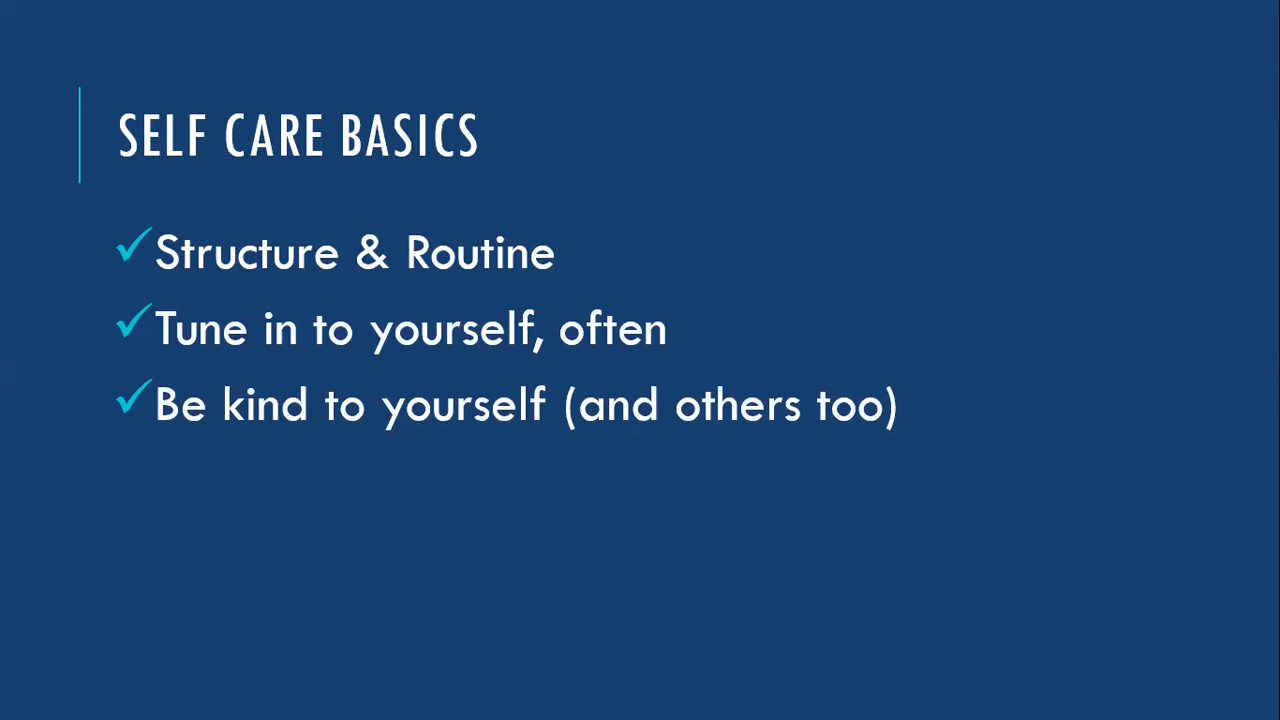 SELF CARE BASICS
✓Structure & Routine
✓Tune in to yourself, often
✓Be kind to yourself (and others too)